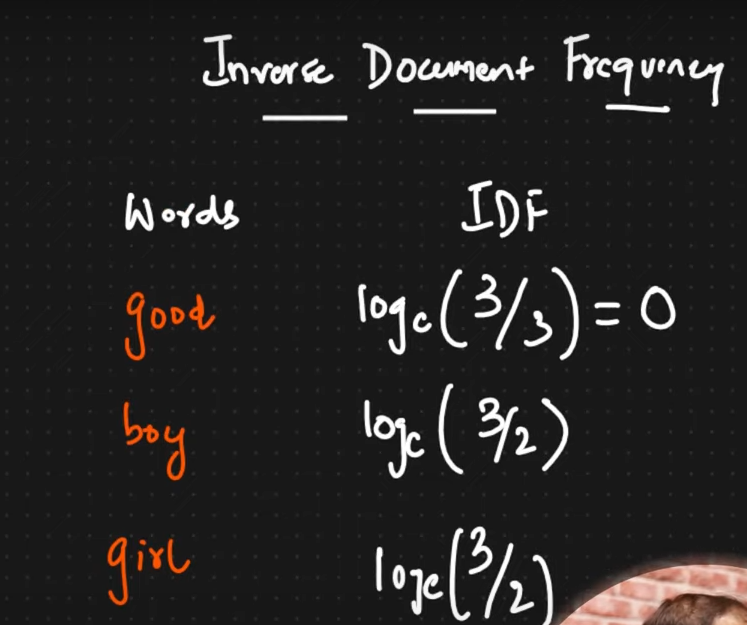 Inverse Document Frequency
Words IDF
good loge(3/3) = 0
boy loge(3/2)
girl loge(3/2)